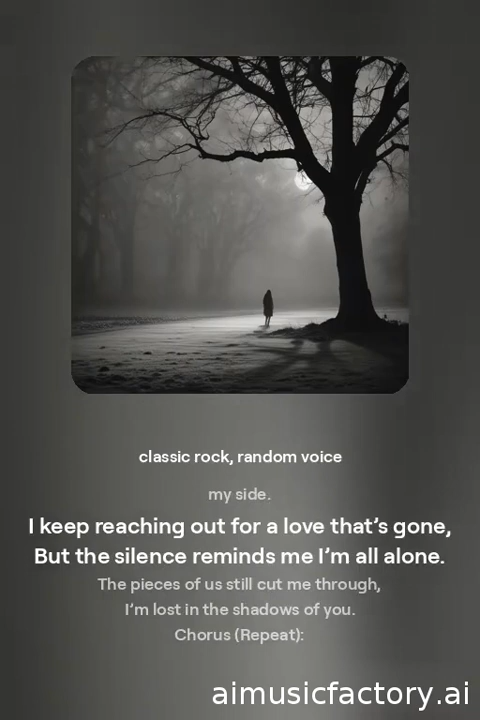 classic rock, random voice
my side.
I keep reaching out for a love that’s gone,
But the silence reminds me I’m all alone.
The pieces of us still cut me through,
I’m lost in the shadows of you.
Chorus (Repeat):
aimusicfactory.ai